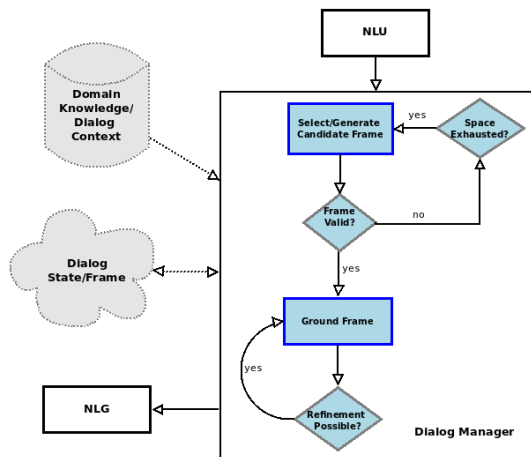 NLU
Domain
Knowledge/
Dialog
Context
Select/Generate
Candidate Frame
yes
Space
Exhausted?
Frame
Valid?
no
yes
Dialog
State/Frame
Ground Frame
yes
NLG
Refinement
Possible?
Dialog Manager